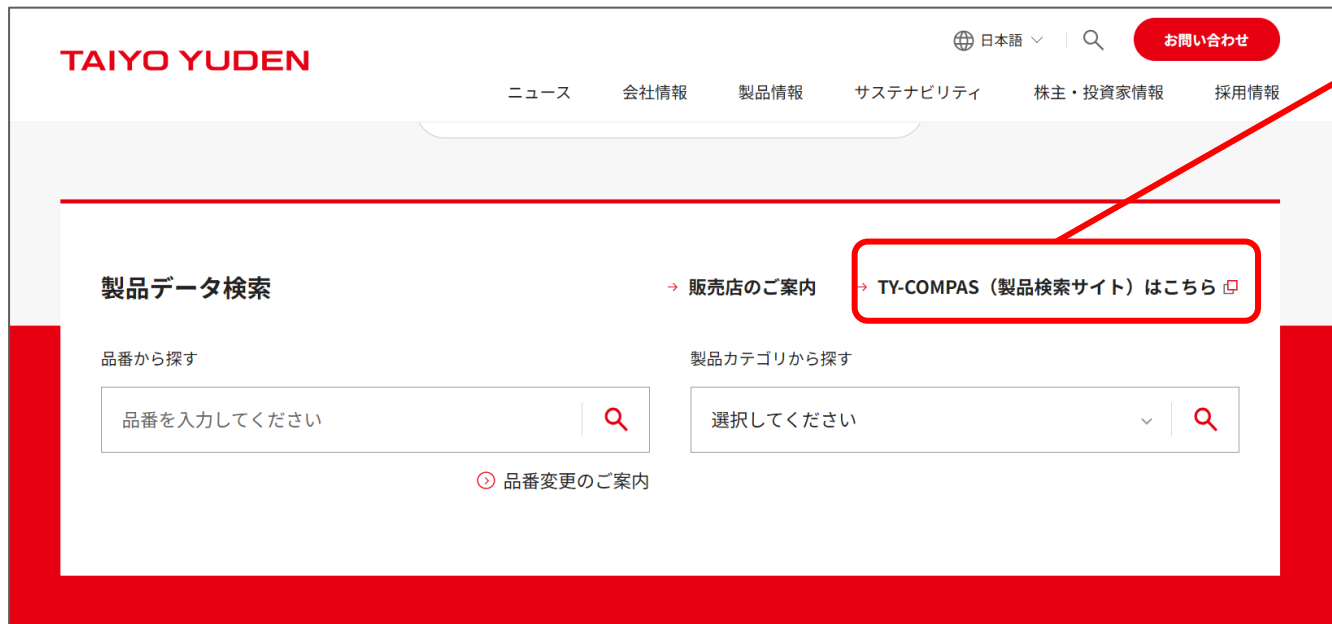 TAIYO YUDEN
日本語
お問い合わせ
ニュース 会社情報 製品情報 サステナビリティ 株主・投資家情報 採用情報
製品データ検索
販売店のご案内
TY-COMPAS（製品検索サイト）はこちら
品番から探す
製品カテゴリから探す
品番を入力してください
選択してください
品番変更のご案内